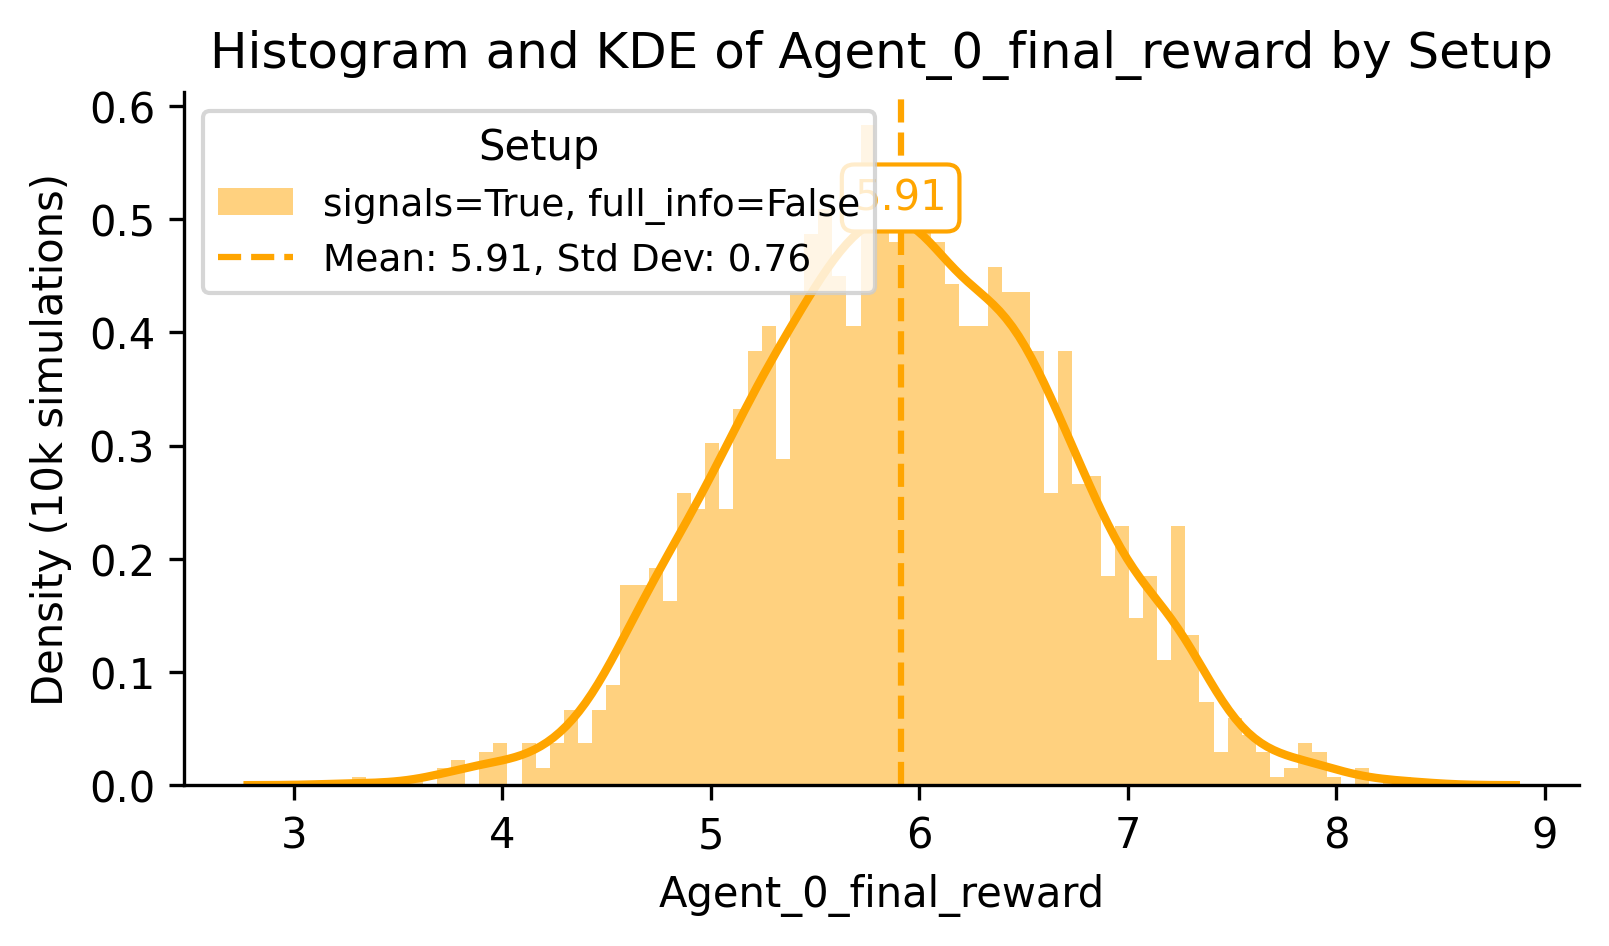 Histogram and KDE of Agent_0_final_reward by Setup
Density (10k simulations)
0.6
0.5
0.4
0.3
0.2
0.1
0.0
Setup
signals=True, full_info=False
Mean: 5.91, Std Dev: 0.76
5.91
3 4 5 6 7 8 9
Agent_0_final_reward